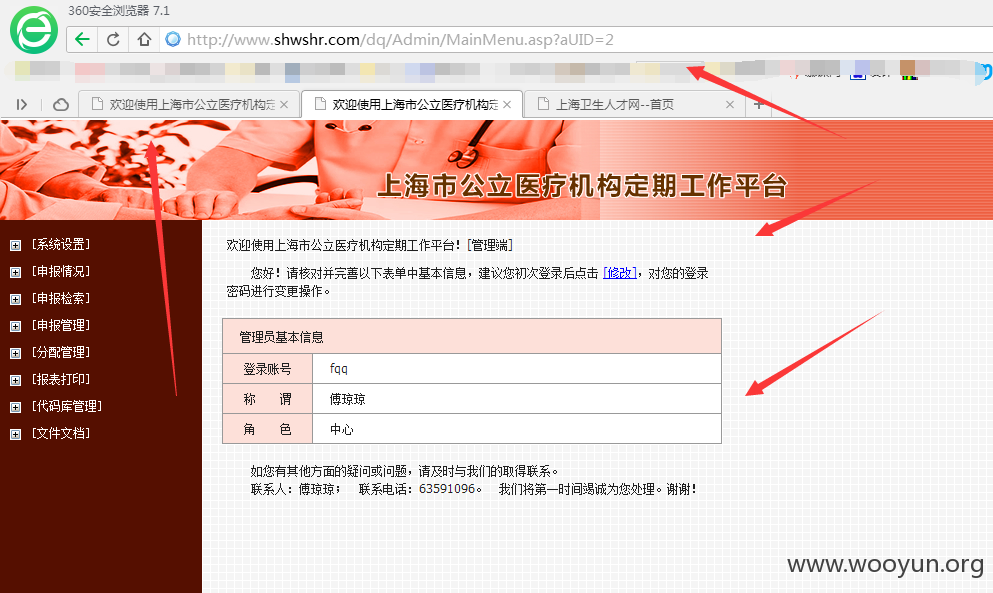 360安全浏览器 7.1
http://www.shwshr.com/dq/Admin/MainMenu.asp?aUID=2
欢迎使用上海市公立医疗机构定
欢迎使用上海市公立医疗机构定
上海卫生人才网--首页
上海市公立医疗机构定期工作平台
[系统设置]
[申报情况]
[申报检索]
[申报管理]
[分配管理]
[报表打印]
[代码库管理]
[文件文档]
欢迎使用上海市公立医疗机构定期工作平台! [管理端]
您好! 请核对并完善以下表单中基本信息, 建议您初次登录后点击 [修改], 对您的登录
密码进行变更操作。
管理员基本信息
登录账号 fqq
称 谓 傅琼琼
角 色 中心
如您有其他方面的疑问或问题, 请及时与我们的取得联系。
联系人: 傅琼琼; 联系电话: 63591096。 我们将第一时间竭诚为您处理。谢谢!
www.wooyun.org